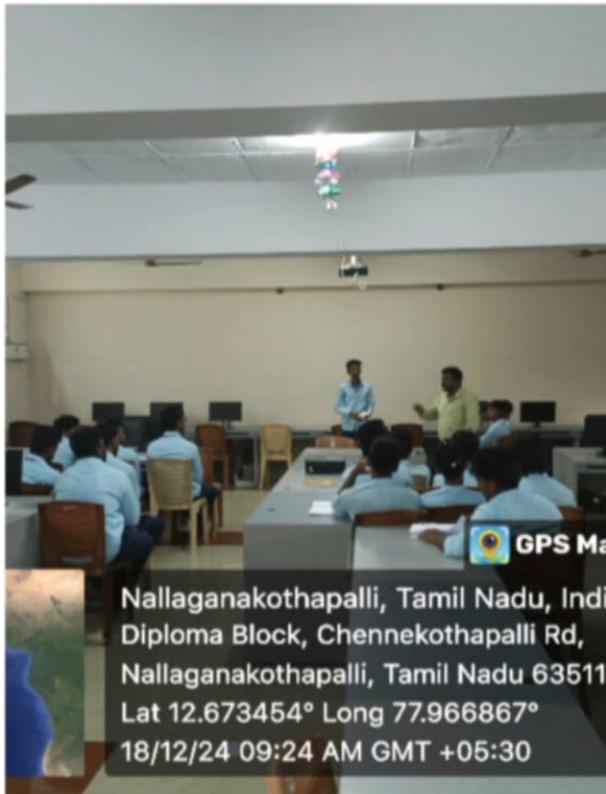 GPS Ma
Nallaganakothapalli, Tamil Nadu, Indi
Diploma Block, Chennekothapalli Rd,
Nallaganakothapalli, Tamil Nadu 63511
Lat 12.673454° Long 77.966867°
18/12/24 09:24 AM GMT +05:30